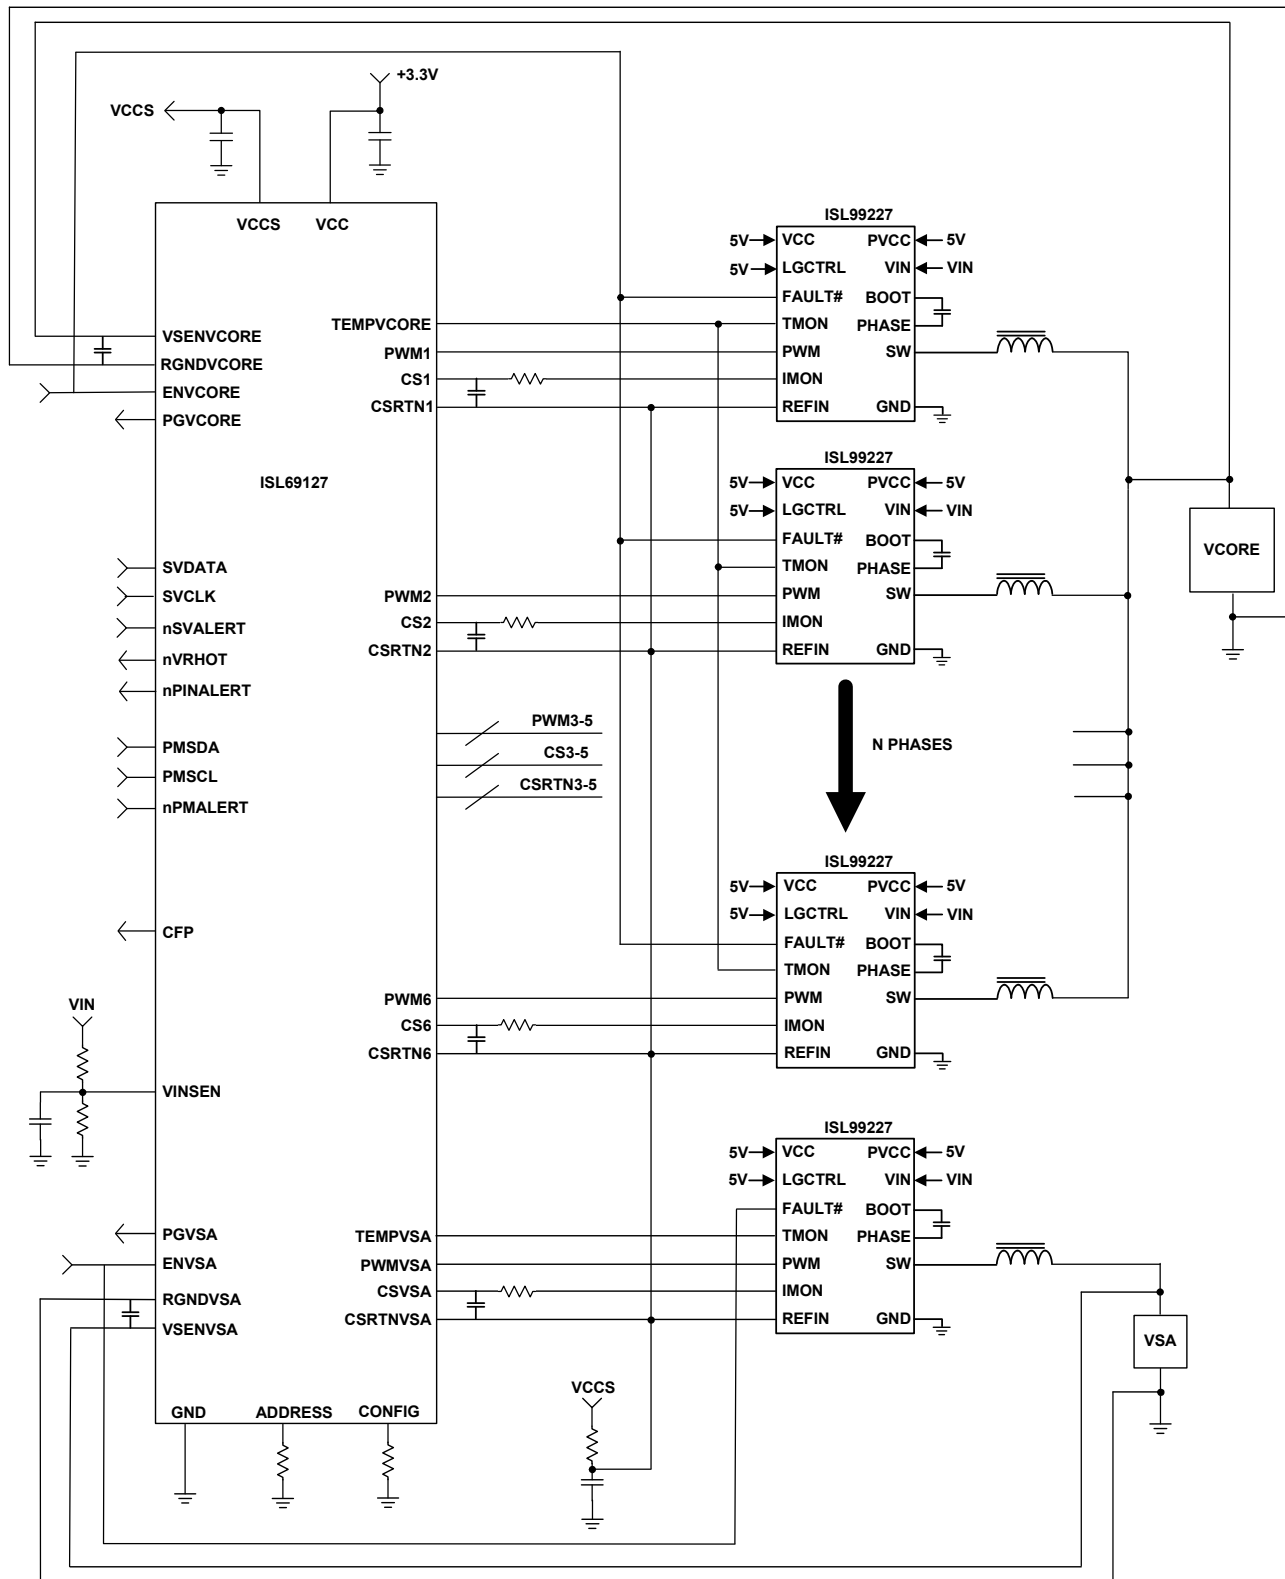 +3.3V
VCCS
VCCS
VCC
VSENVCORE
RGNDVCORE
ENVCORE
PGVCORE
ISL69127
SVDATA
SVCLK
nSVALERT
nVRHOT
nPINALERT
PMSDA
PMSCL
nPMALERT
CFP
VIN
VINSEN
PGVSA
ENVSA
RGNDVSA
VSENVSA
GND
ADDRESS
CONFIG
TEMPVCORE
PWM1
CS1
CSRTN1
PWM2
CS2
CSRTN2
PWM3-5
CS3-5
CSRTN3-5
PWM6
CS6
CSRTN6
TEMPVSA
PWMVSA
CSVSA
CSRTNVSA
VCCS
ISL99227
5V VCC PVCC 5V
5V LGCTRL VIN VIN
FAULT# BOOT
TMON PHASE
PWM SW
IMON
REFIN GND
ISL99227
5V VCC PVCC 5V
5V LGCTRL VIN VIN
FAULT# BOOT
TMON PHASE
PWM SW
IMON
REFIN GND
N PHASES
ISL99227
5V VCC PVCC 5V
5V LGCTRL VIN VIN
FAULT# BOOT
TMON PHASE
PWM SW
IMON
REFIN GND
ISL99227
5V VCC PVCC 5V
5V LGCTRL VIN VIN
FAULT# BOOT
TMON PHASE
PWM SW
IMON
REFIN GND
VCORE
VSA